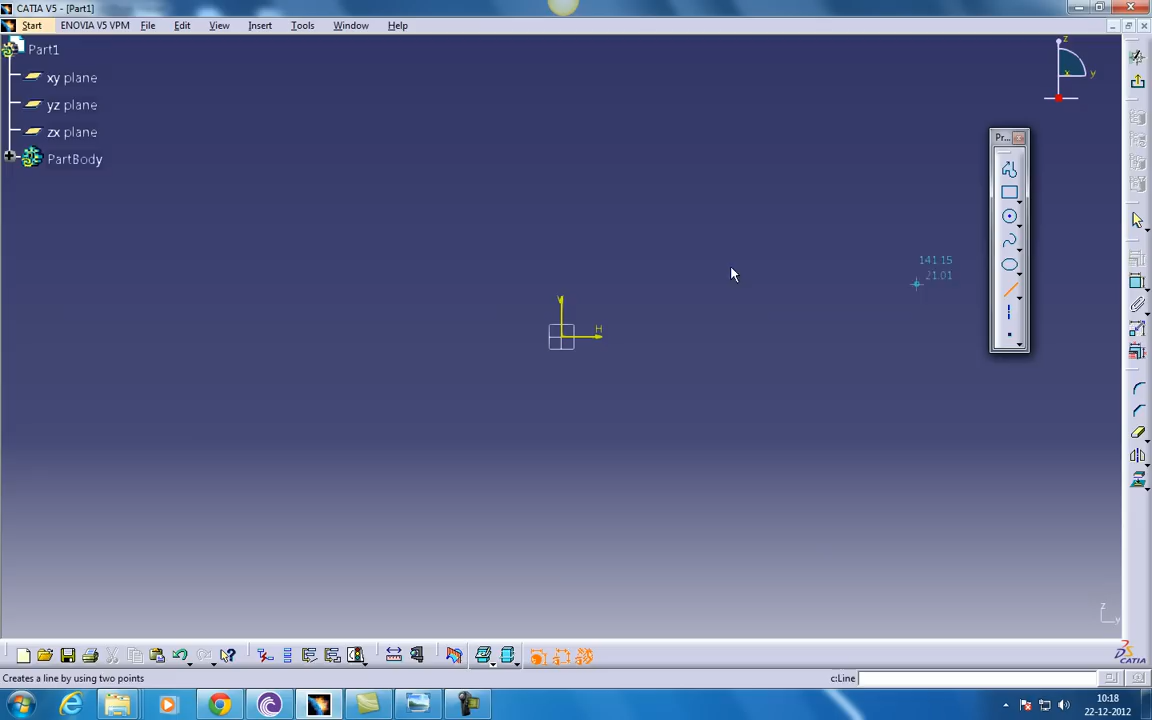 CATIA V5 - [Part1]
Start ENOVIA V5 VPM File Edit View Insert Tools Window Help
Part1
xy plane
yz plane
zx plane
PartBody
z
x y
Pr...
141.15
21.01
V
H
z
y
CATIA
Creates a line by using two points
c:Line
10:18
22-12-2012